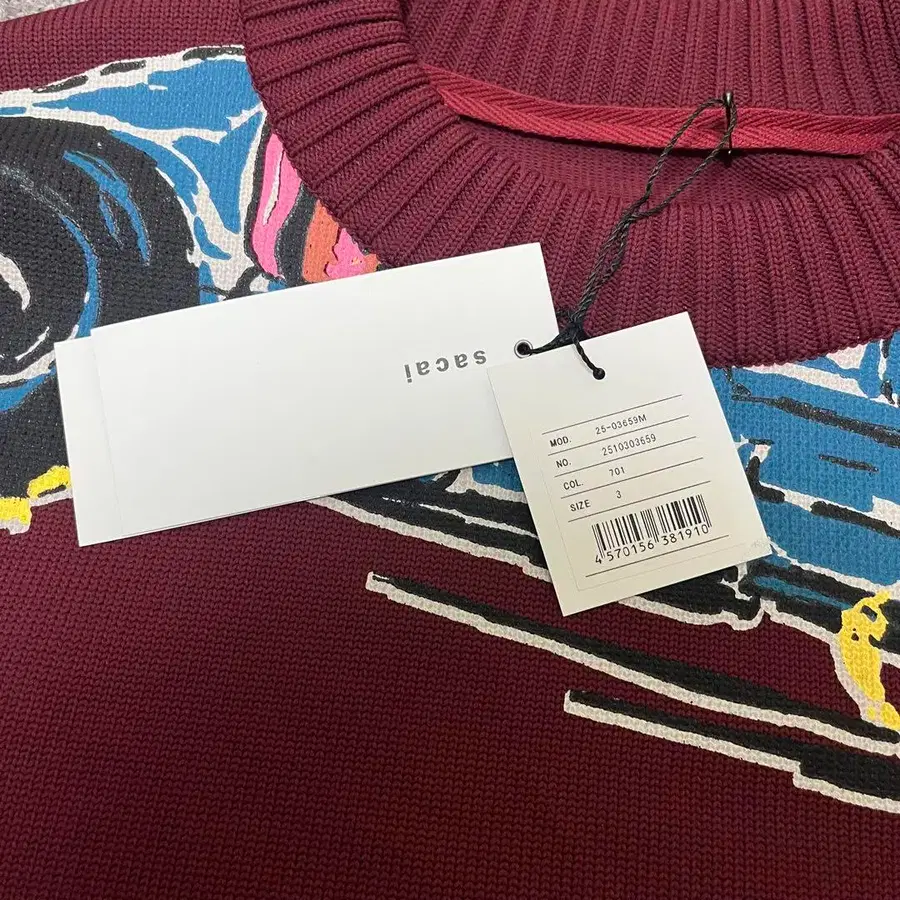 sacai
MOD. 25-03659M
NO. 2510303659
COL. 701
SIZE 3
4570156381910